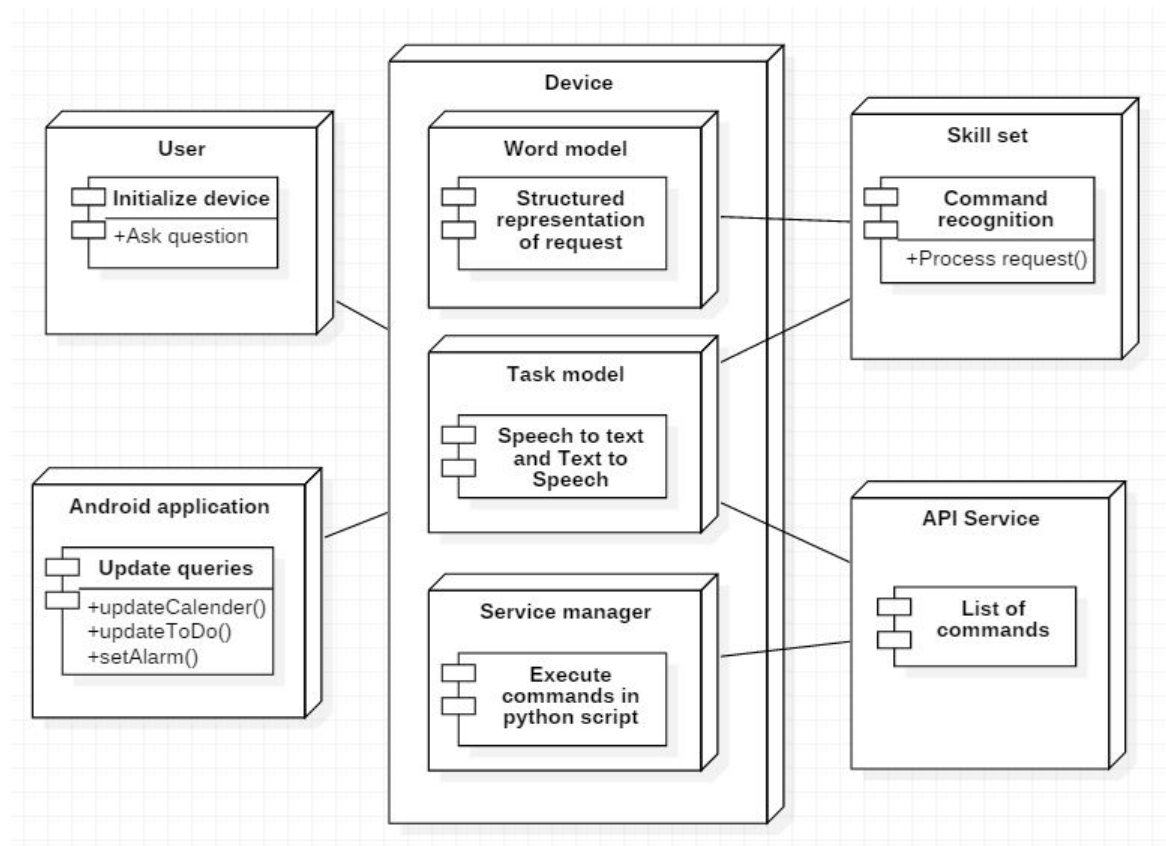 Device
User
Initialize device
+Ask question
Word model
Structured
representation
of request
Skill set
Command
recognition
+Process request()
Task model
Speech to text
and Text to
Speech
Android application
Update queries
+updateCalender()
+updateToDo()
+setAlarm()
Service manager
Execute
commands in
python script
API Service
List of
commands